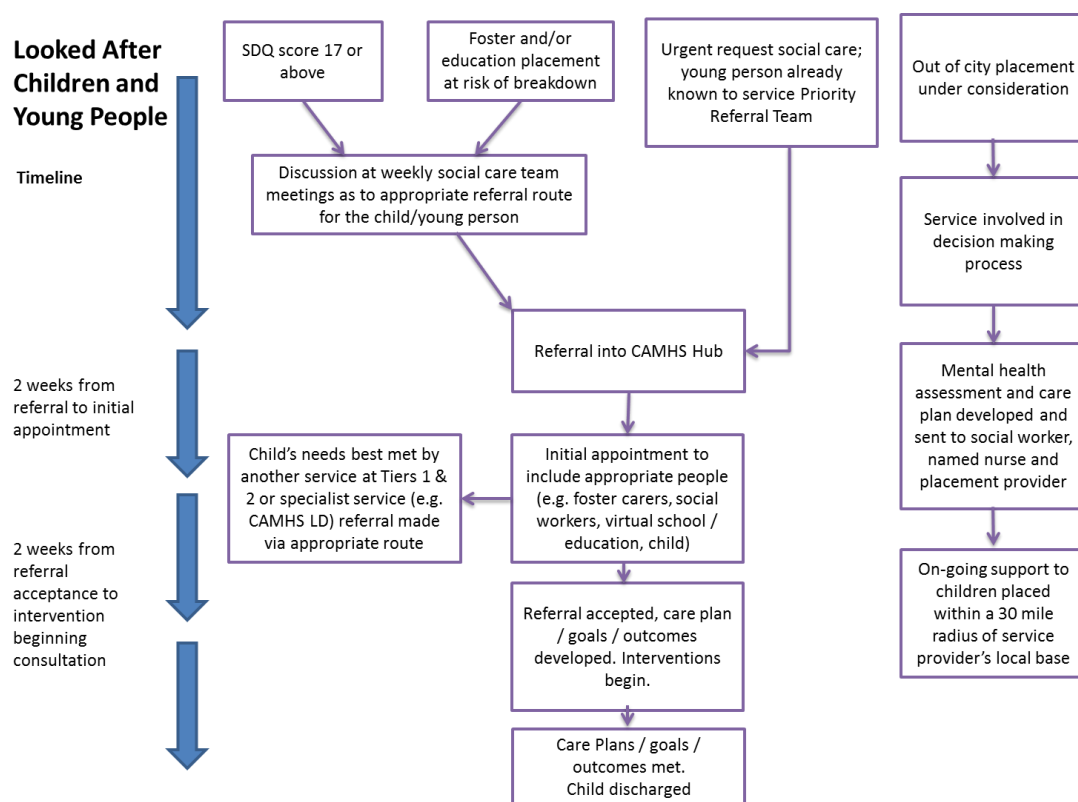 Looked After
Children and
Young People
Timeline
2 weeks from
referral to initial
appointment
2 weeks from
referral
acceptance to
intervention
beginning
consultation
SDQ score 17 or
above
Foster and/or
education placement
at risk of breakdown
Urgent request social care;
young person already
known to service Priority
Referral Team
Out of city placement
under consideration
Discussion at weekly social care team
meetings as to appropriate referral route
for the child/young person
Service involved in
decision making
process
Referral into CAMHS Hub
Mental health
assessment and care
plan developed and
sent to social worker,
named nurse and
placement provider
Child’s needs best met by
another service at Tiers 1 &
2 or specialist service (e.g.
CAMHS LD) referral made
via appropriate route
Initial appointment to
include appropriate people
(e.g. foster carers, social
workers, virtual school /
education, child)
On-going support to
children placed
within a 30 mile
radius of service
provider’s local base
Referral accepted, care plan
/ goals / outcomes
developed. Interventions
begin.
Care Plans / goals /
outcomes met.
Child discharged